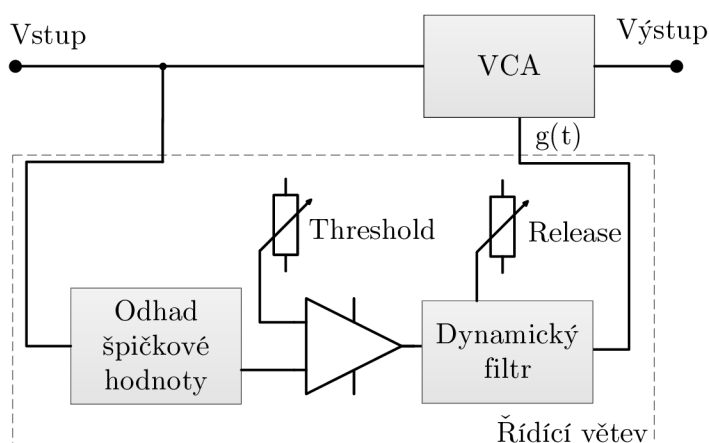 Vstup
Výstup
VCA
g(t)
Threshold
Release
Odhad
špičkové
hodnoty
Dynamický
filtr
Řídící větev